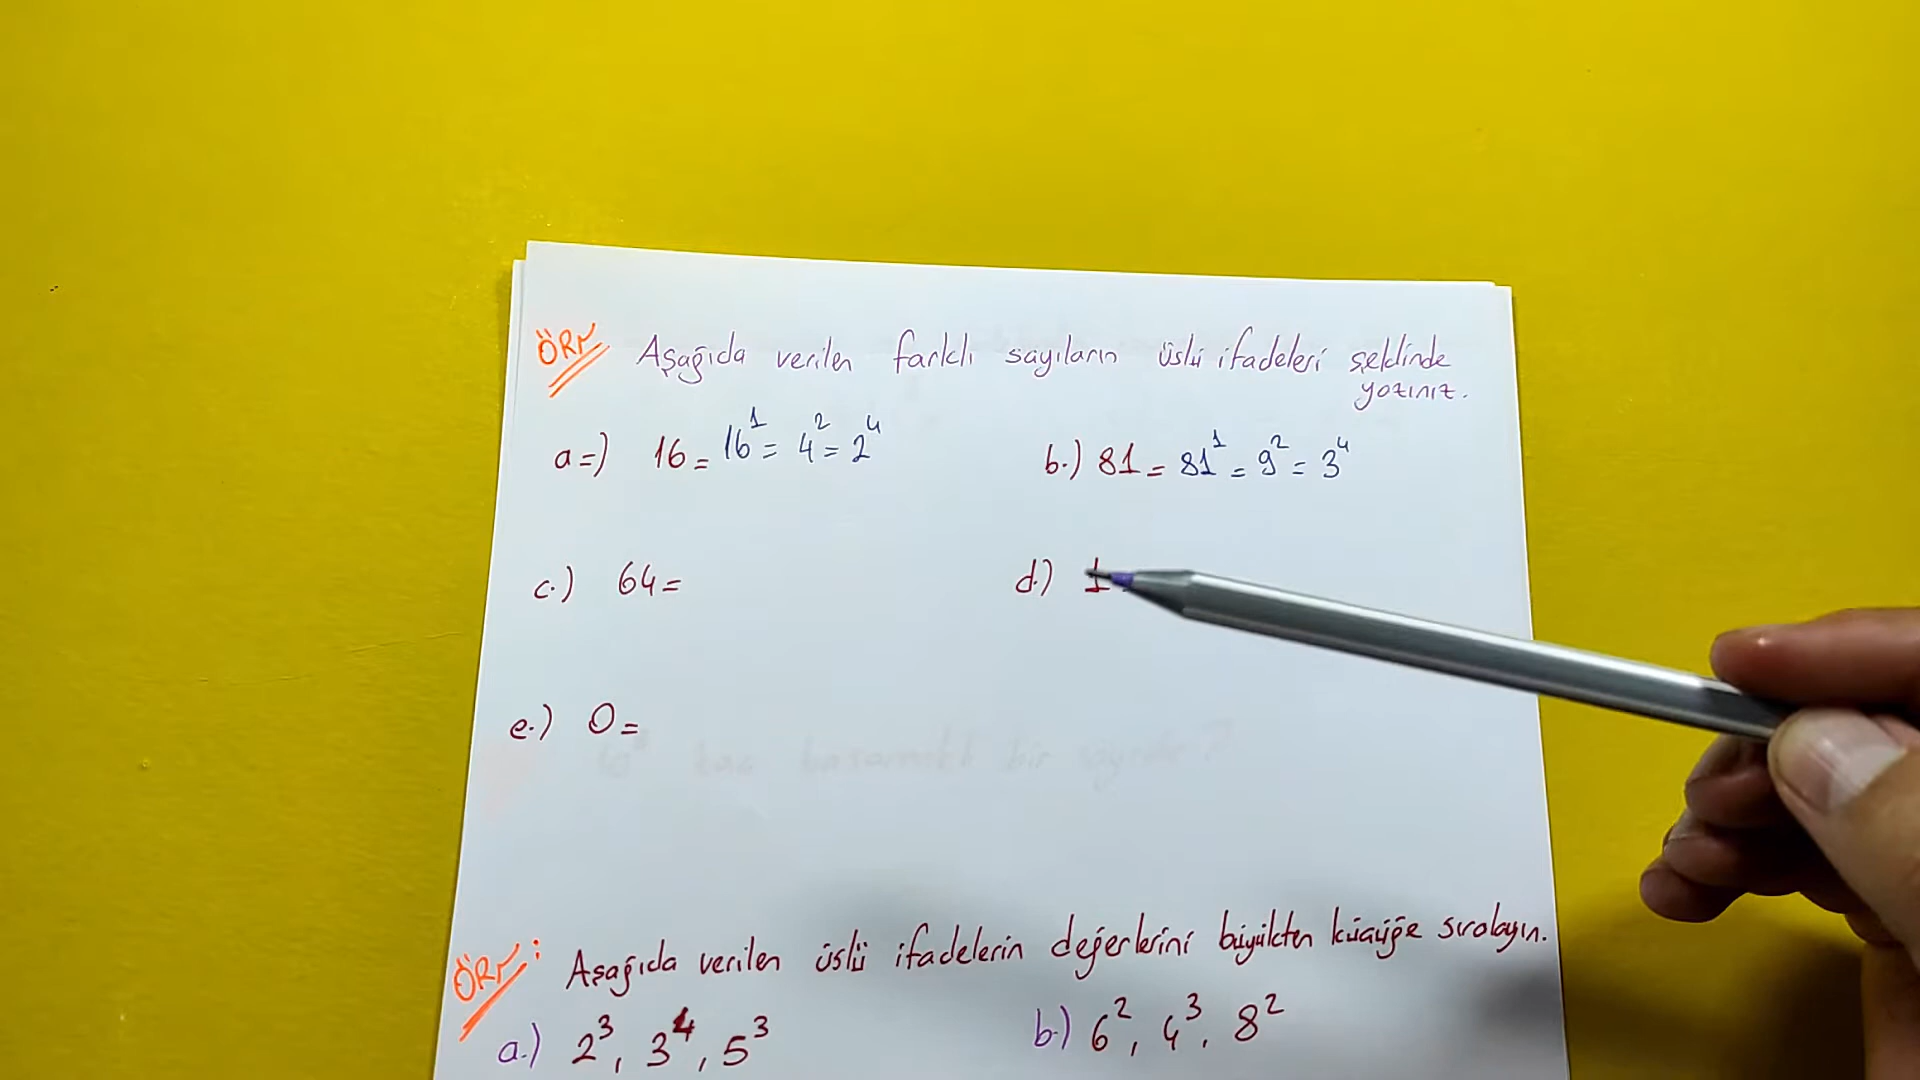 ÖRN Aşağıda verilen farklı sayıların üslü ifadeleri şeklinde
yazınız.
a=) 16 = 16¹ = 4² = 2⁴
b.) 81 = 81¹ = 9² = 3⁴
c.) 64 =
d.) 1
e.) 0 =
ÖRN: Aşağıda verilen üslü ifadelerin değerlerini büyükten küçüğe sıralayın.
a.) 2³, 3⁴, 5³
b.) 6², 4³, 8²